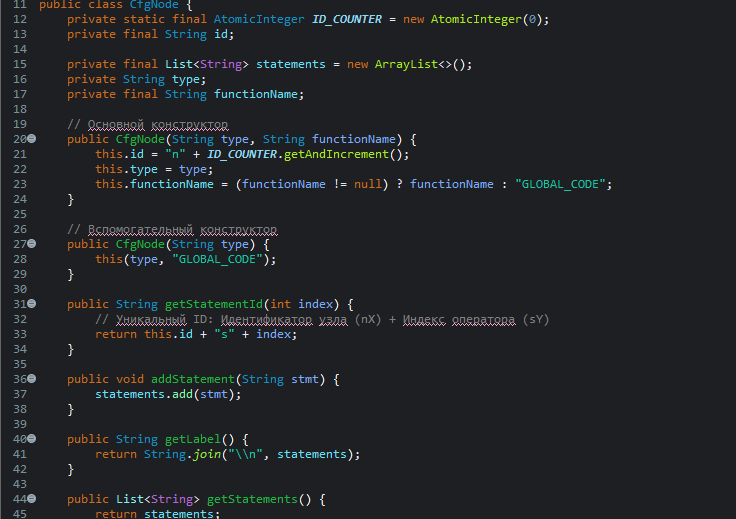 11 public class CfgNode {
12     private static final AtomicInteger ID_COUNTER = new AtomicInteger(0);
13     private final String id;
14
15     private final List<String> statements = new ArrayList<>();
16     private String type;
17     private final String functionName;
18
19     // Основной конструктор
20     public CfgNode(String type, String functionName) {
21         this.id = "n" + ID_COUNTER.getAndIncrement();
22         this.type = type;
23         this.functionName = (functionName != null) ? functionName : "GLOBAL_CODE";
24     }
25
26     // Вспомогательный конструктор
27     public CfgNode(String type) {
28         this(type, "GLOBAL_CODE");
29     }
30
31     public String getStatementId(int index) {
32         // Уникальный ID: Идентификатор узла (nX) + Индекс оператора (sY)
33         return this.id + "s" + index;
34     }
35
36     public void addStatement(String stmt) {
37         statements.add(stmt);
38     }
39
40     public String getLabel() {
41         return String.join("\\n", statements);
42     }
43
44     public List<String> getStatements() {
45         return statements;